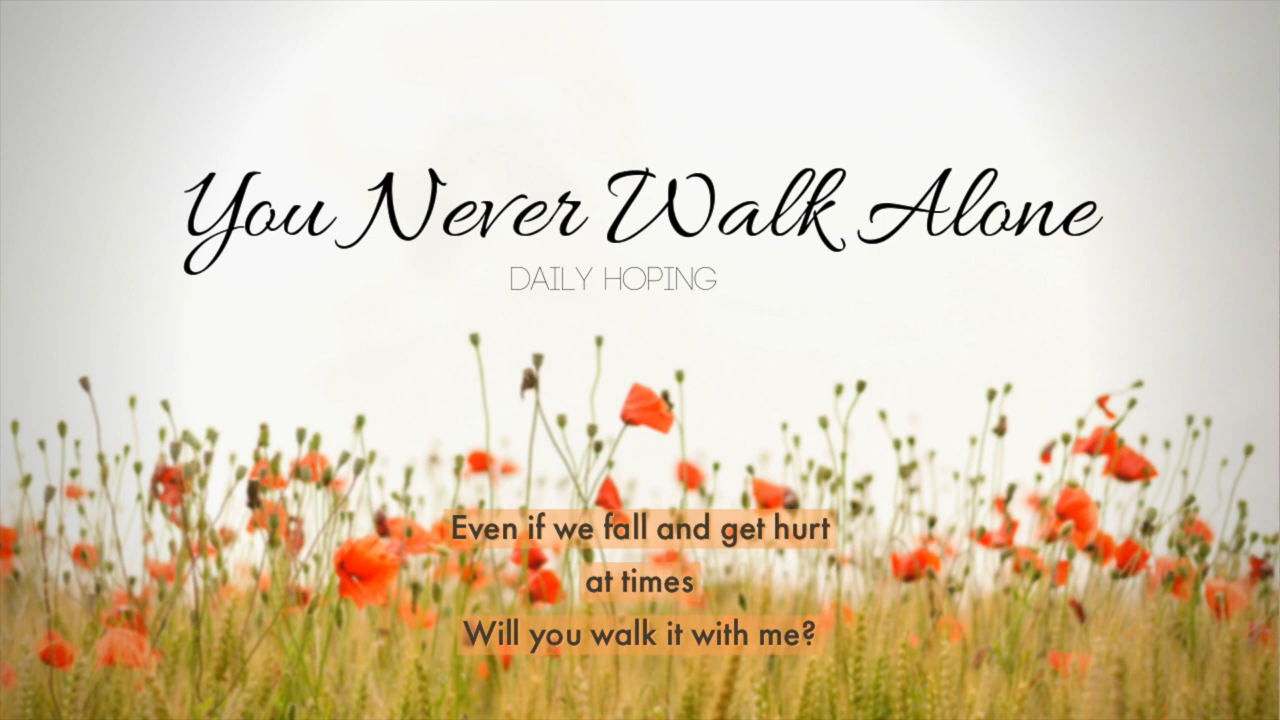 You Never Walk Alone
DAILY HOPING
Even if we fall and get hurt
at times
Will you walk it with me?